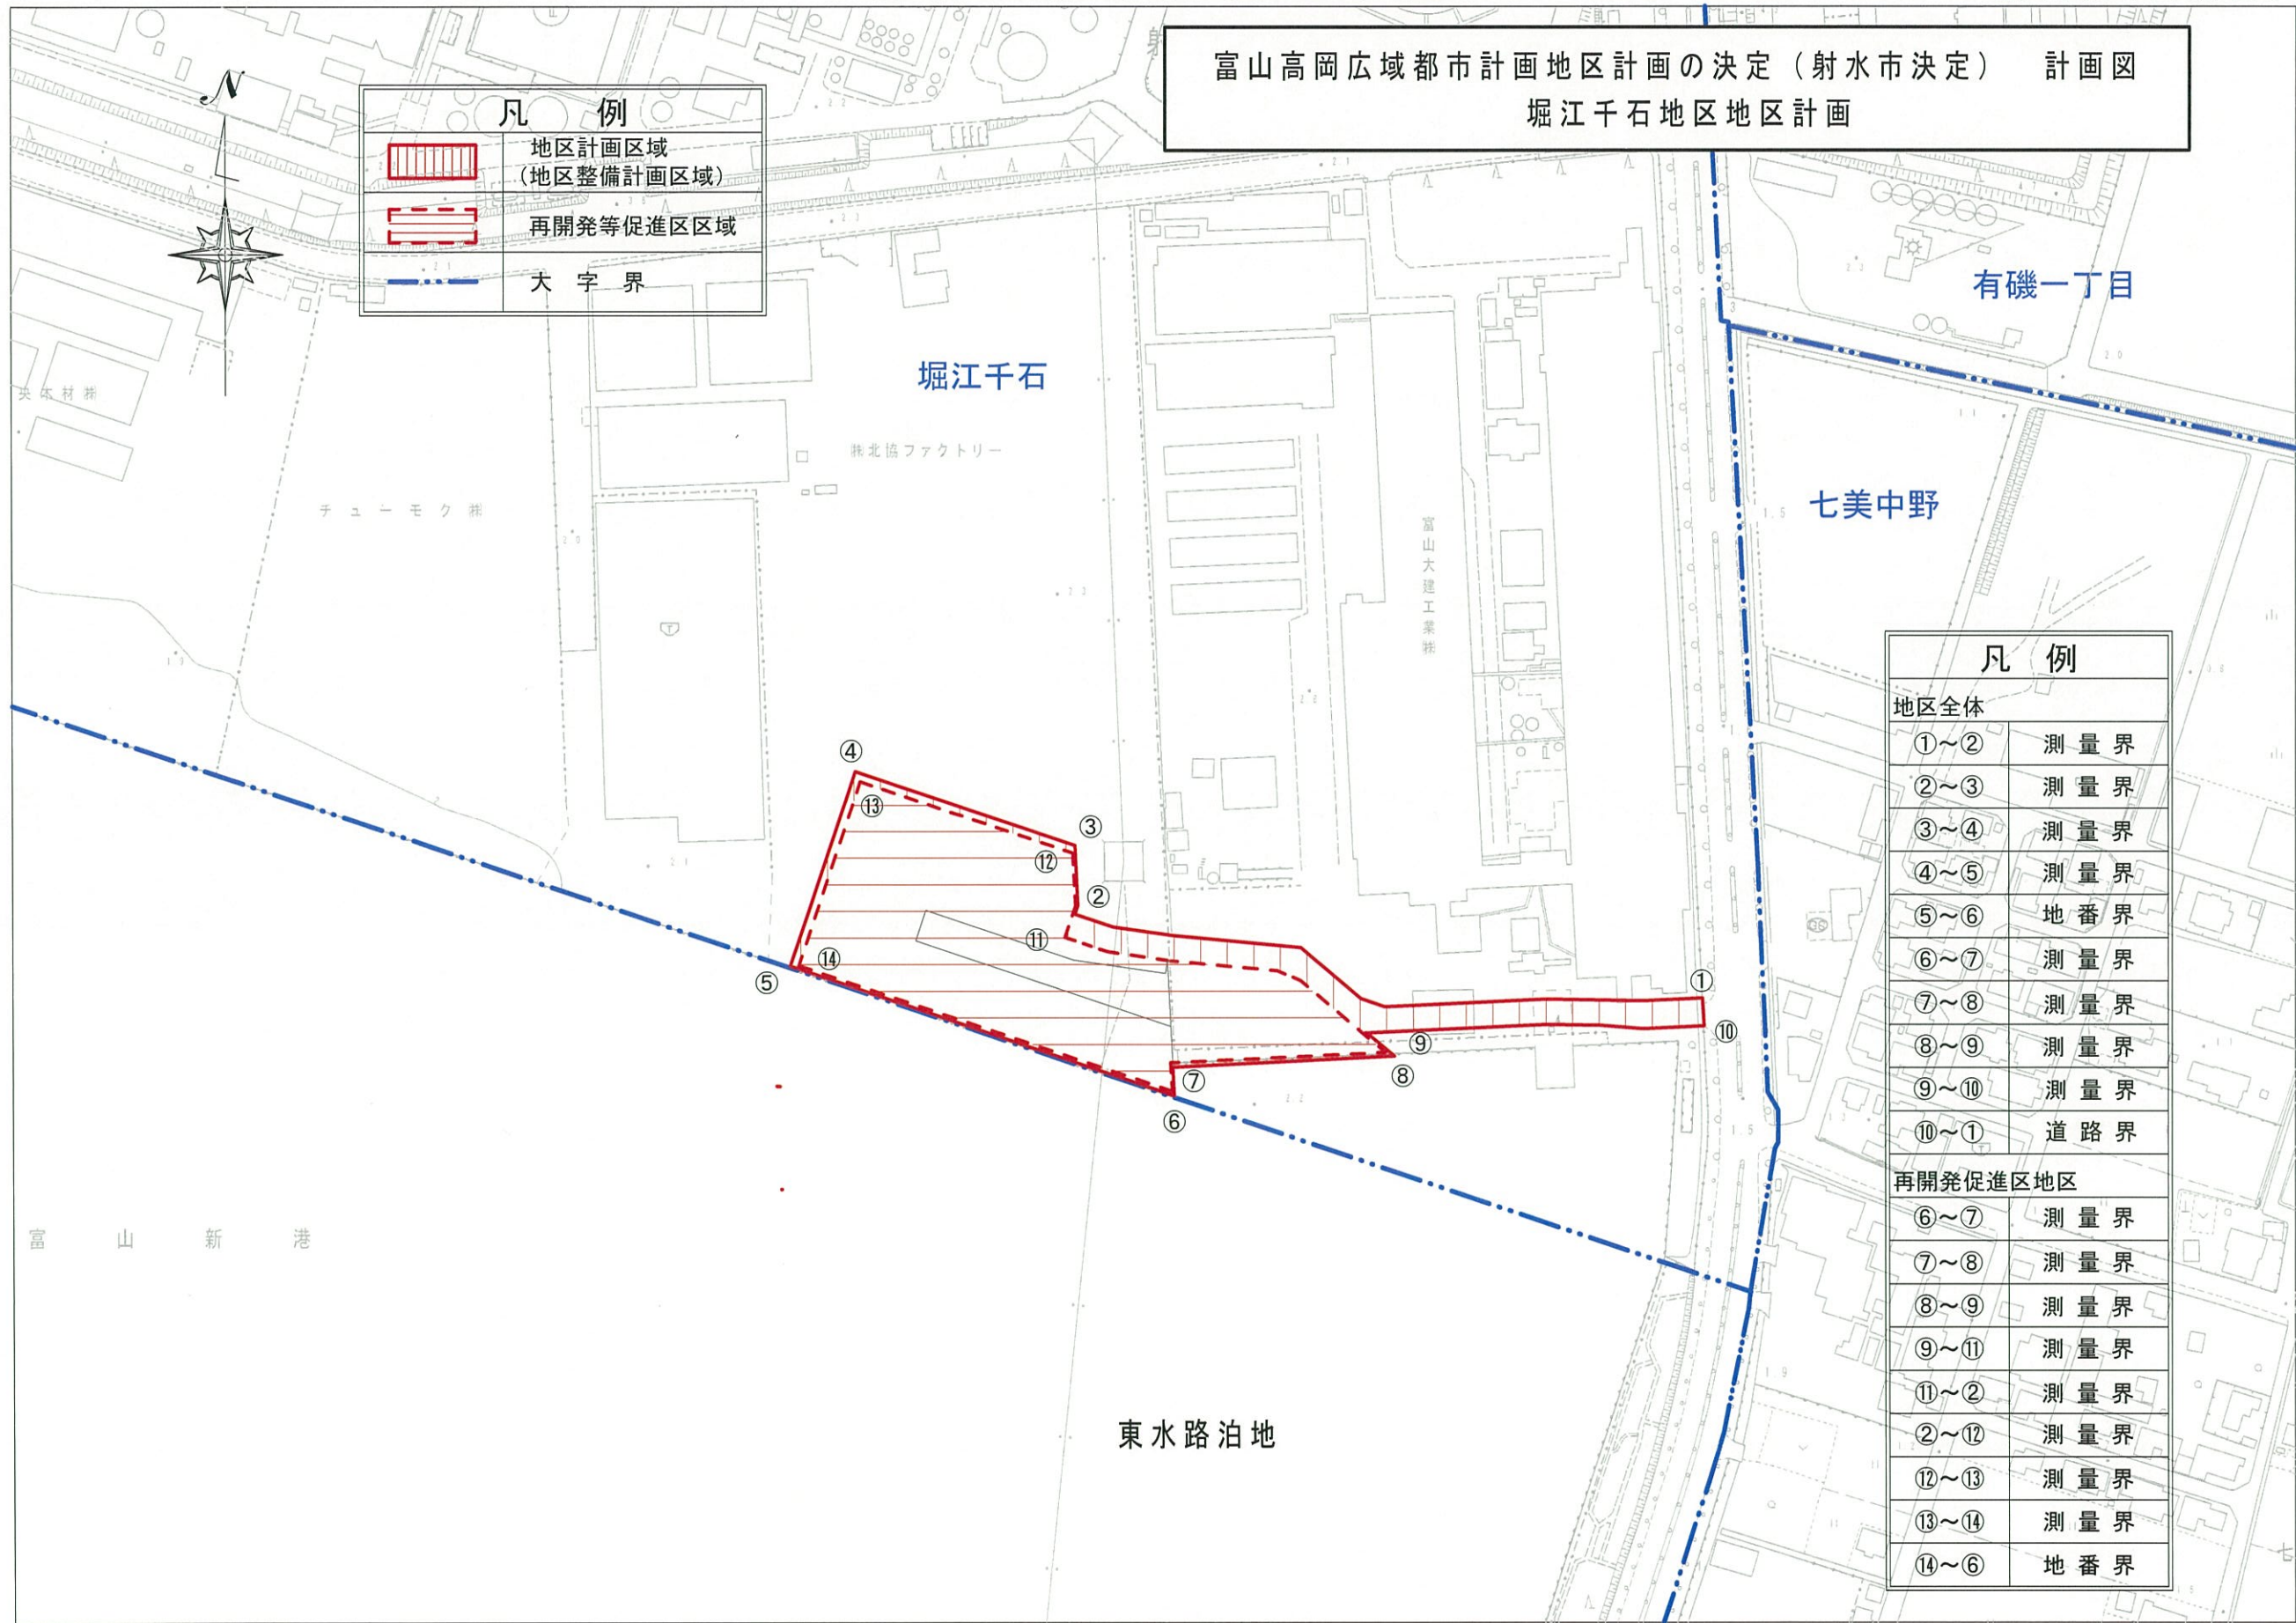 富山高岡広域都市計画地区計画の決定（射水市決定）　計画図
堀江千石地区地区計画
N
凡　例
地区計画区域
（地区整備計画区域）
再開発等促進区区域
大字界
有磯一丁目
堀江千石
七美中野
㈱北協ファクトリー
チューモク㈱
央木材㈱
富山大建工業㈱
④
⑬
③
⑫
②
⑪
⑭
⑤
①
⑩
⑨
⑧
⑦
⑥
富山新港
東水路泊地
凡　例
地区全体
①～② 測量界
②～③ 測量界
③～④ 測量界
④～⑤ 測量界
⑤～⑥ 地番界
⑥～⑦ 測量界
⑦～⑧ 測量界
⑧～⑨ 測量界
⑨～⑩ 測量界
⑩～① 道路界
再開発促進区地区
⑥～⑦ 測量界
⑦～⑧ 測量界
⑧～⑨ 測量界
⑨～⑪ 測量界
⑪～② 測量界
②～⑫ 測量界
⑫～⑬ 測量界
⑬～⑭ 測量界
⑭～⑥ 地番界